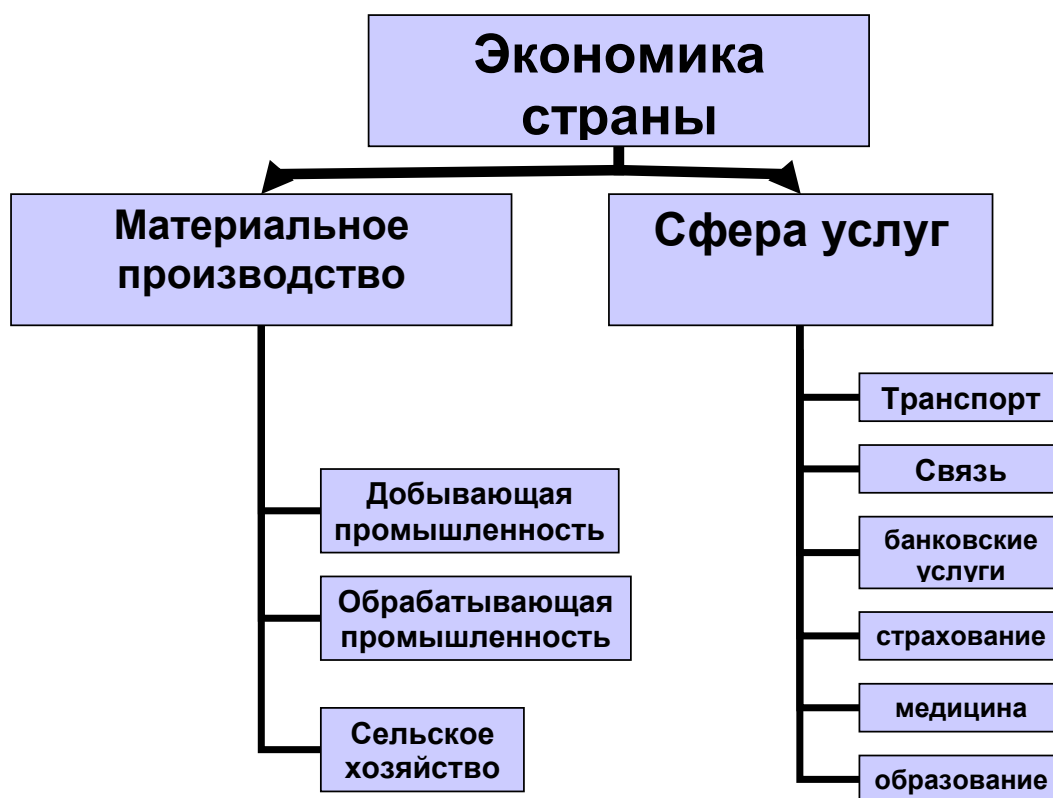 Экономика
страны
Материальное
производство
Сфера услуг
Добывающая
промышленность
Обрабатывающая
промышленность
Сельское
хозяйство
Транспорт
Связь
банковские
услуги
страхование
медицина
образование